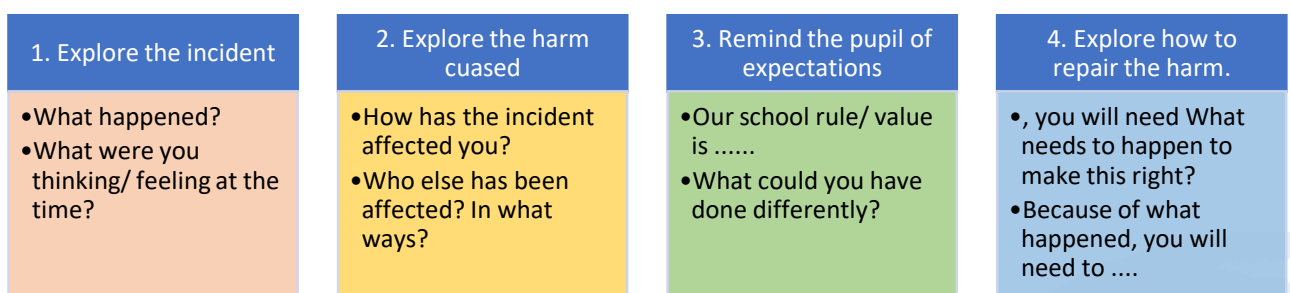 1. Explore the incident
•What happened?
•What were you
thinking/ feeling at the
time?
2. Explore the harm
cuased
•How has the incident
affected you?
•Who else has been
affected? In what
ways?
3. Remind the pupil of
expectations
•Our school rule/ value
is ......
•What could you have
done differently?
4. Explore how to
repair the harm.
•, you will need What
needs to happen to
make this right?
•Because of what
happened, you will
need to ....